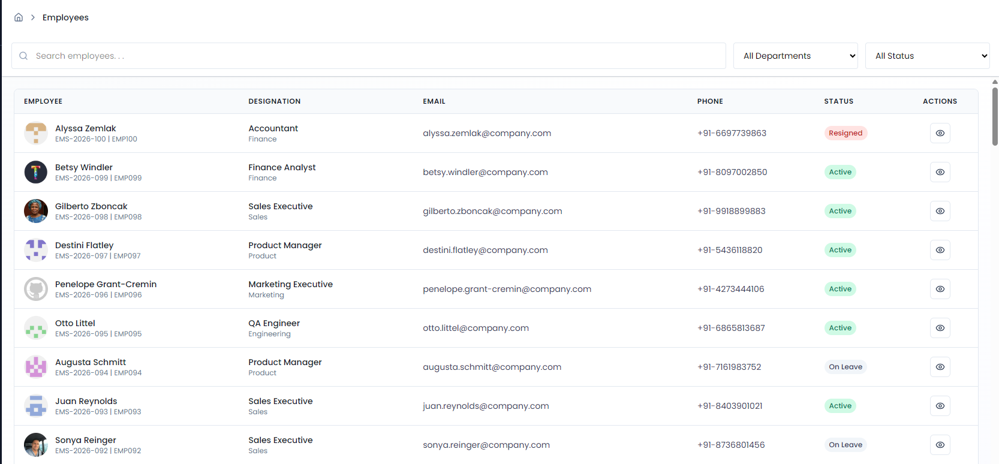 Employees
Search employees. . .
All Departments
All Status
EMPLOYEE DESIGNATION EMAIL PHONE STATUS ACTIONS
Alyssa Zemlak Accountant
EMS-2026-100 | EMP100 Finance alyssa.zemlak@company.com +91-6697739863 Resigned
Betsy Windler Finance Analyst
EMS-2026-099 | EMP099 Finance betsy.windler@company.com +91-8097002850 Active
Gilberto Zboncak Sales Executive
EMS-2026-098 | EMP098 Sales gilberto.zboncak@company.com +91-9918899883 Active
Destini Flatley Product Manager
EMS-2026-097 | EMP097 Product destini.flatley@company.com +91-5436118820 Active
Penelope Grant-Cremin Marketing Executive
EMS-2026-096 | EMP096 Marketing penelope.grant-cremin@company.com +91-4273444106 Active
Otto Littel QA Engineer
EMS-2026-095 | EMP095 Engineering otto.littel@company.com +91-6865813687 Active
Augusta Schmitt Product Manager
EMS-2026-094 | EMP094 Product augusta.schmitt@company.com +91-7161983752 On Leave
Juan Reynolds Sales Executive
EMS-2026-093 | EMP093 Sales juan.reynolds@company.com +91-8403901021 Active
Sonya Reinger Sales Executive
EMS-2026-092 | EMP092 Sales sonya.reinger@company.com +91-8736801456 On Leave